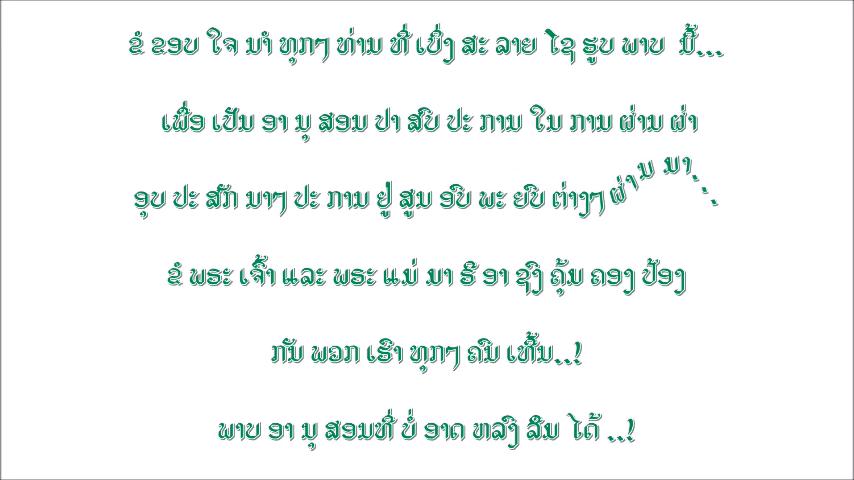 ຂໍ ຂອບ ໃຈ ນຳ ທຸກໆ ທ່ານ ທີ່ ເບິ່ງ ສະ ລາຍ ໂຊ ຮູບ ພາບ ນີ້...
ເພື່ອ ເປັນ ອາ ນຸ ສອນ ປາ ສົບ ປະ ການ ໃນ ການ ຜ່ານ ຜ່າ
ອຸບ ປະ ສັກ ນາໆ ປະ ການ ຢູ່ ສູນ ອົບ ພະ ຍົບ ຕ່າງໆ ຜ່ານ ມາ...
ຂໍ ພຣະ ເຈົ້າ ແລະ ພຣະ ແມ່ ມາ ຣີ ອາ ຊົງ ຄຸ້ມ ຄອງ ປ້ອງ
ກັນ ພວກ ເຮົາ ທຸກໆ ຄົນ ເທີ້ນ..!
ພາບ ອາ ນຸ ສອນທີ່ ບໍ່ ອາດ ຫລົງ ລືມ ໄດ້ ..!